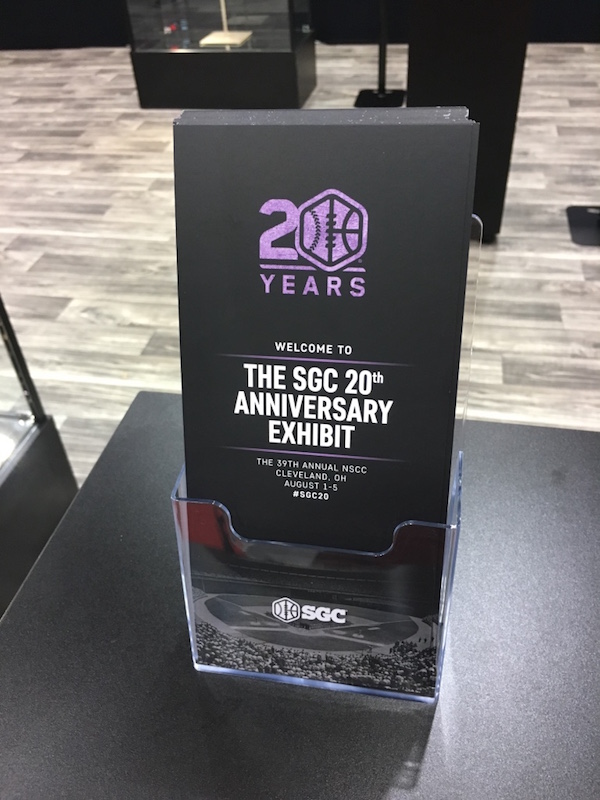 20
YEARS
WELCOME TO
THE SGC 20th
ANNIVERSARY
EXHIBIT
THE 39TH ANNUAL NSCC
CLEVELAND, OH
AUGUST 1-5
#SGC20
SGC